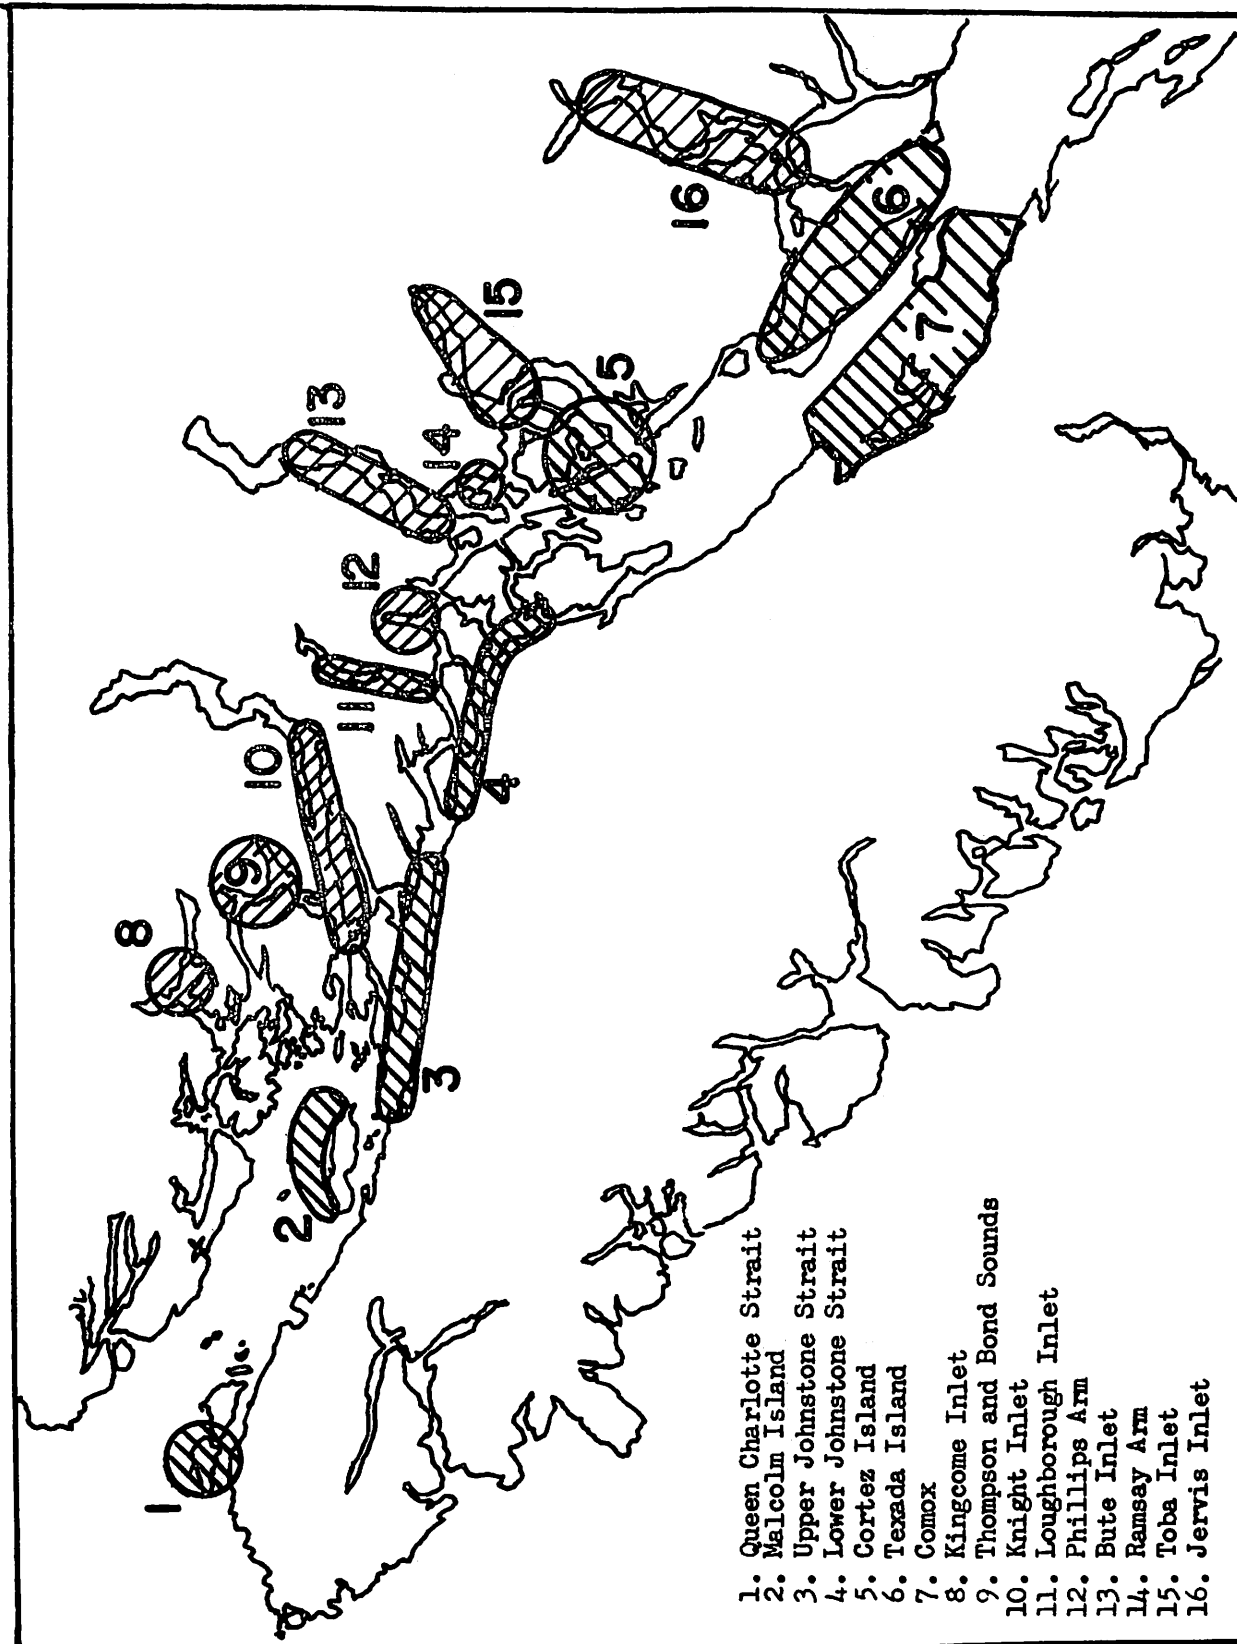 1
2
3
4
5
6
7
8
9
10
11
12
13
14
15
16
1. Queen Charlotte Strait
2. Malcolm Island
3. Upper Johnstone Strait
4. Lower Johnstone Strait
5. Cortez Island
6. Texada Island
7. Comox
8. Kingcome Inlet
9. Thompson and Bond Sounds
10. Knight Inlet
11. Loughborough Inlet
12. Phillips Arm
13. Bute Inlet
14. Ramsay Arm
15. Toba Inlet
16. Jervis Inlet